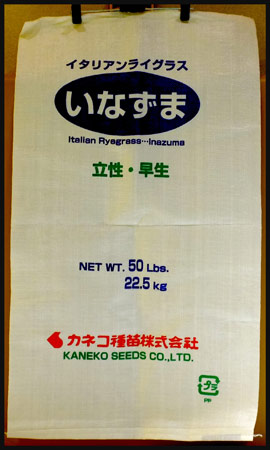 イタリアンライグラス
いなずま
Italian Ryegrass…Inazuma
立性・早生
NET WT. 50 Lbs.
22.5 kg
カネコ種苗株式会社
KANEKO SEEDS CO.,LTD.
プラ
PP